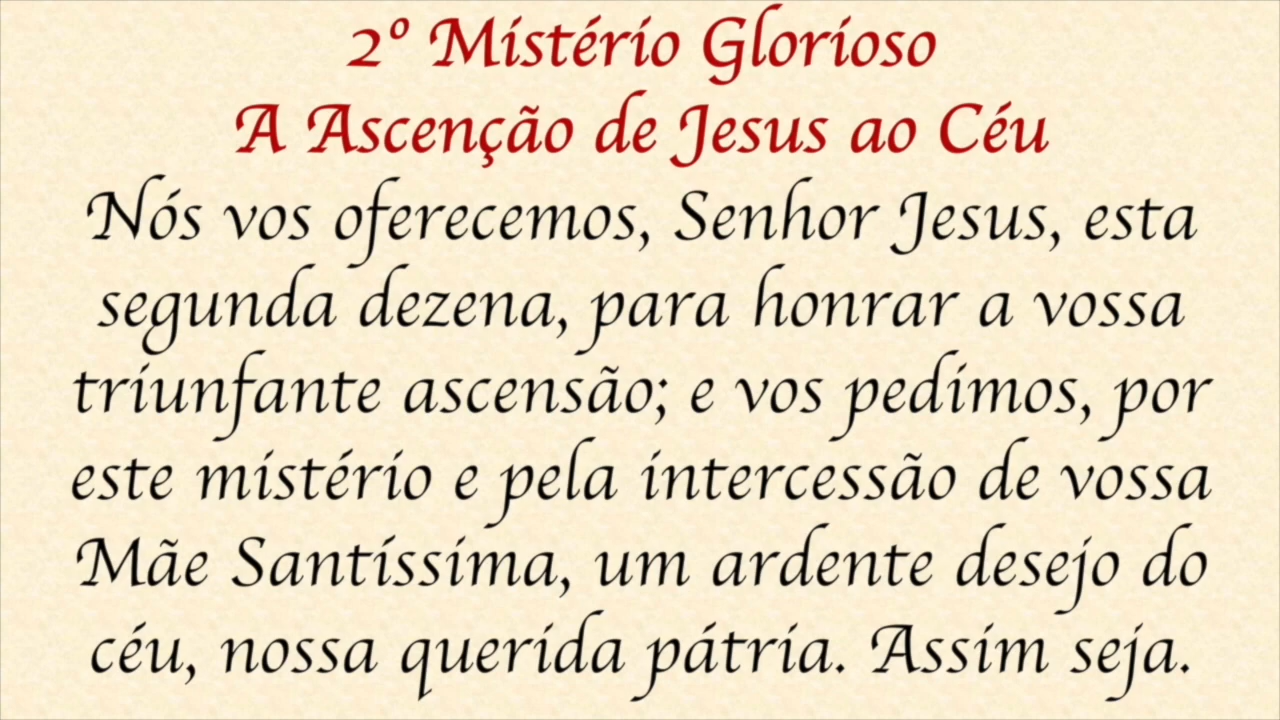 2º Mistério Glorioso
A Ascenção de Jesus ao Céu
Nós vos oferecemos, Senhor Jesus, esta
segunda dezena, para honrar a vossa
triunfante ascensão; e vos pedimos, por
este mistério e pela intercessão de vossa
Mãe Santíssima, um ardente desejo do
céu, nossa querida pátria. Assim seja.